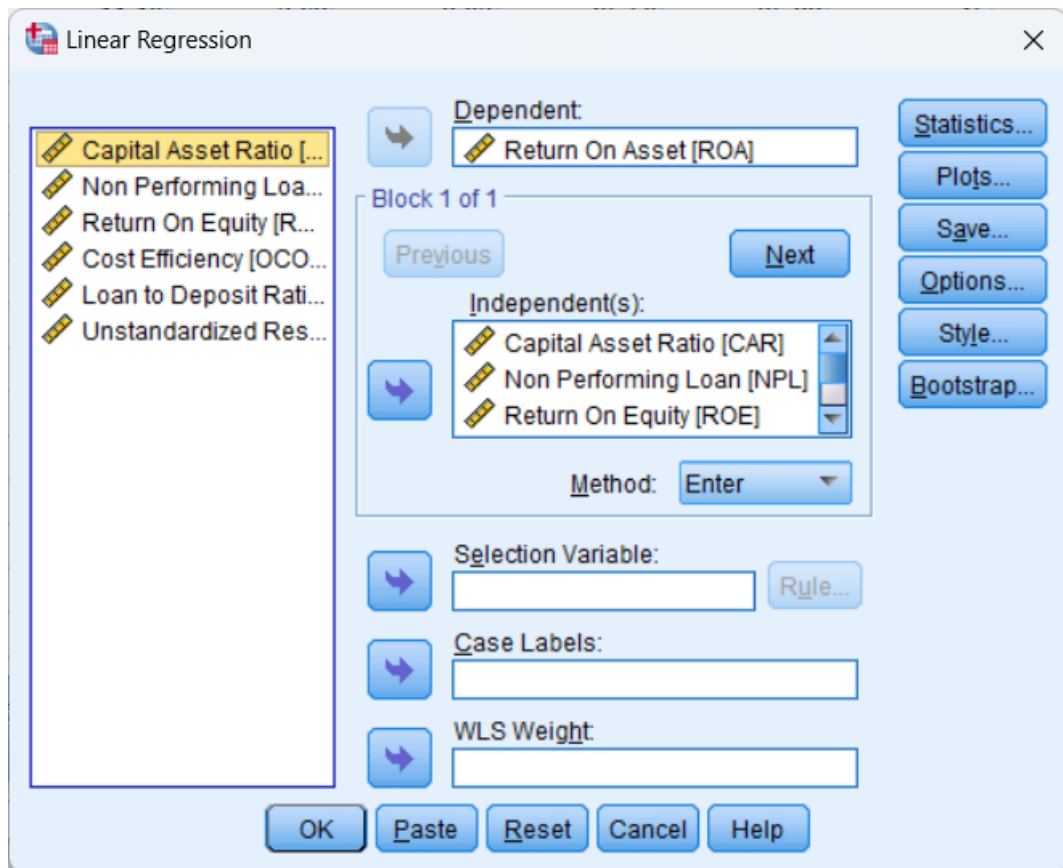 Linear Regression
Capital Asset Ratio [...
Non Performing Loa...
Return On Equity [R...
Cost Efficiency [OCO...
Loan to Deposit Rati...
Unstandardized Res...
Dependent:
Return On Asset [ROA]
Block 1 of 1
Previous
Next
Independent(s):
Capital Asset Ratio [CAR]
Non Performing Loan [NPL]
Return On Equity [ROE]
Method:
Enter
Selection Variable:
Rule...
Case Labels:
WLS Weight:
Statistics...
Plots...
Save...
Options...
Style...
Bootstrap...
OK
Paste
Reset
Cancel
Help